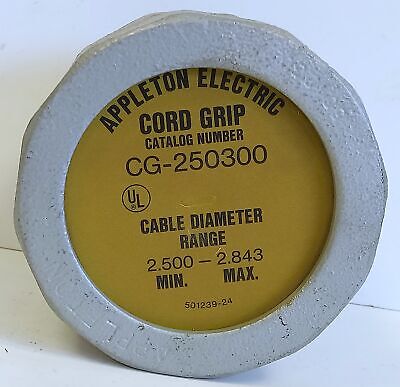 APPLETON ELECTRIC
CORD GRIP
CATALOG NUMBER
CG-250300
UL
CABLE DIAMETER
RANGE
2.500 – 2.843
MIN. MAX.
501239-24
APPLETON